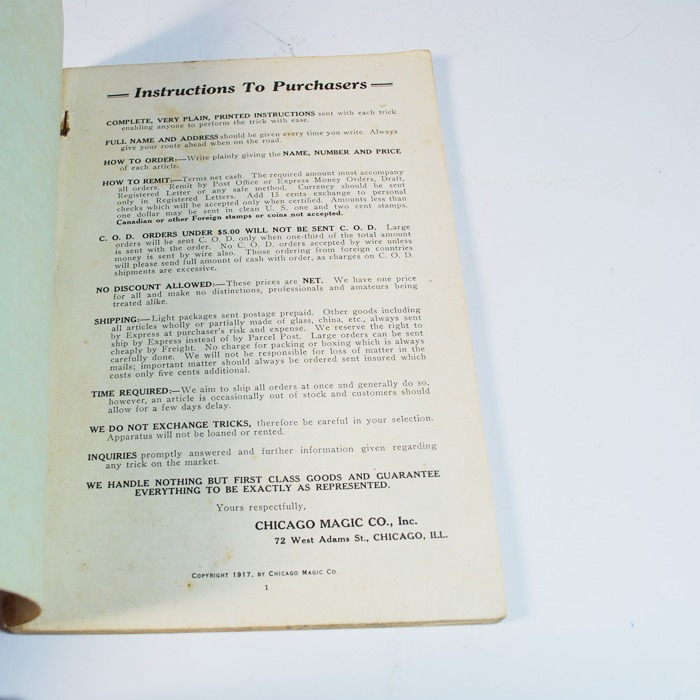 Instructions To Purchasers
COMPLETE, VERY PLAIN, PRINTED INSTRUCTIONS sent with each trick
enabling anyone to perform the trick with ease.
FULL NAME AND ADDRESS should be given every time you write. Always
give your route ahead when on the road.
HOW TO ORDER:—Write plainly giving the NAME, NUMBER AND PRICE
of each article.
HOW TO REMIT:—Terms net cash. The required amount must accompany
all orders. Remit by Post Office or Express Money Orders, Draft,
Registered Letter or any safe method. Currency should be sent
only in Registered Letters. Add 15 cents exchange to personal
checks which will be accepted only when certified. Amounts less than
one dollar may be sent in clean U. S. one and two cent stamps.
Canadian or other Foreign stamps or coins not accepted.
C. O. D. ORDERS UNDER $5.00 WILL NOT BE SENT C. O. D. Large
orders will be sent C. O. D. only when one-third of the total amount
is sent with the order. No C. O. D. orders accepted by wire unless
money is sent by wire also. Those ordering from foreign countries
will please send full amount of cash with order, as charges on C. O. D.
shipments are excessive.
NO DISCOUNT ALLOWED:—These prices are NET. We have one price
for all and make no distinctions, professionals and amateurs being
treated alike.
SHIPPING:—Light packages sent postage prepaid. Other goods including
all articles wholly or partially made of glass, china, etc., always sent
by Express at purchaser's risk and expense. We reserve the right to
ship by Express instead of by Parcel Post. Large orders can be sent
cheaply by Freight. No charge for packing or boxing which is always
carefully done. We will not be responsible for loss of matter in the
mails; important matter should always be ordered sent insured which
costs only five cents additional.
TIME REQUIRED:—We aim to ship all orders at once and generally do so,
however, an article is occasionally out of stock and customers should
allow for a few days delay.
WE DO NOT EXCHANGE TRICKS, therefore be careful in your selection.
Apparatus will not be loaned or rented.
INQUIRIES promptly answered and further information given regarding
any trick on the market.
WE HANDLE NOTHING BUT FIRST CLASS GOODS AND GUARANTEE
EVERYTHING TO BE EXACTLY AS REPRESENTED.
Yours respectfully,
CHICAGO MAGIC CO., Inc.
72 West Adams St., CHICAGO, ILL.
COPYRIGHT 1917, BY CHICAGO MAGIC CO.
1